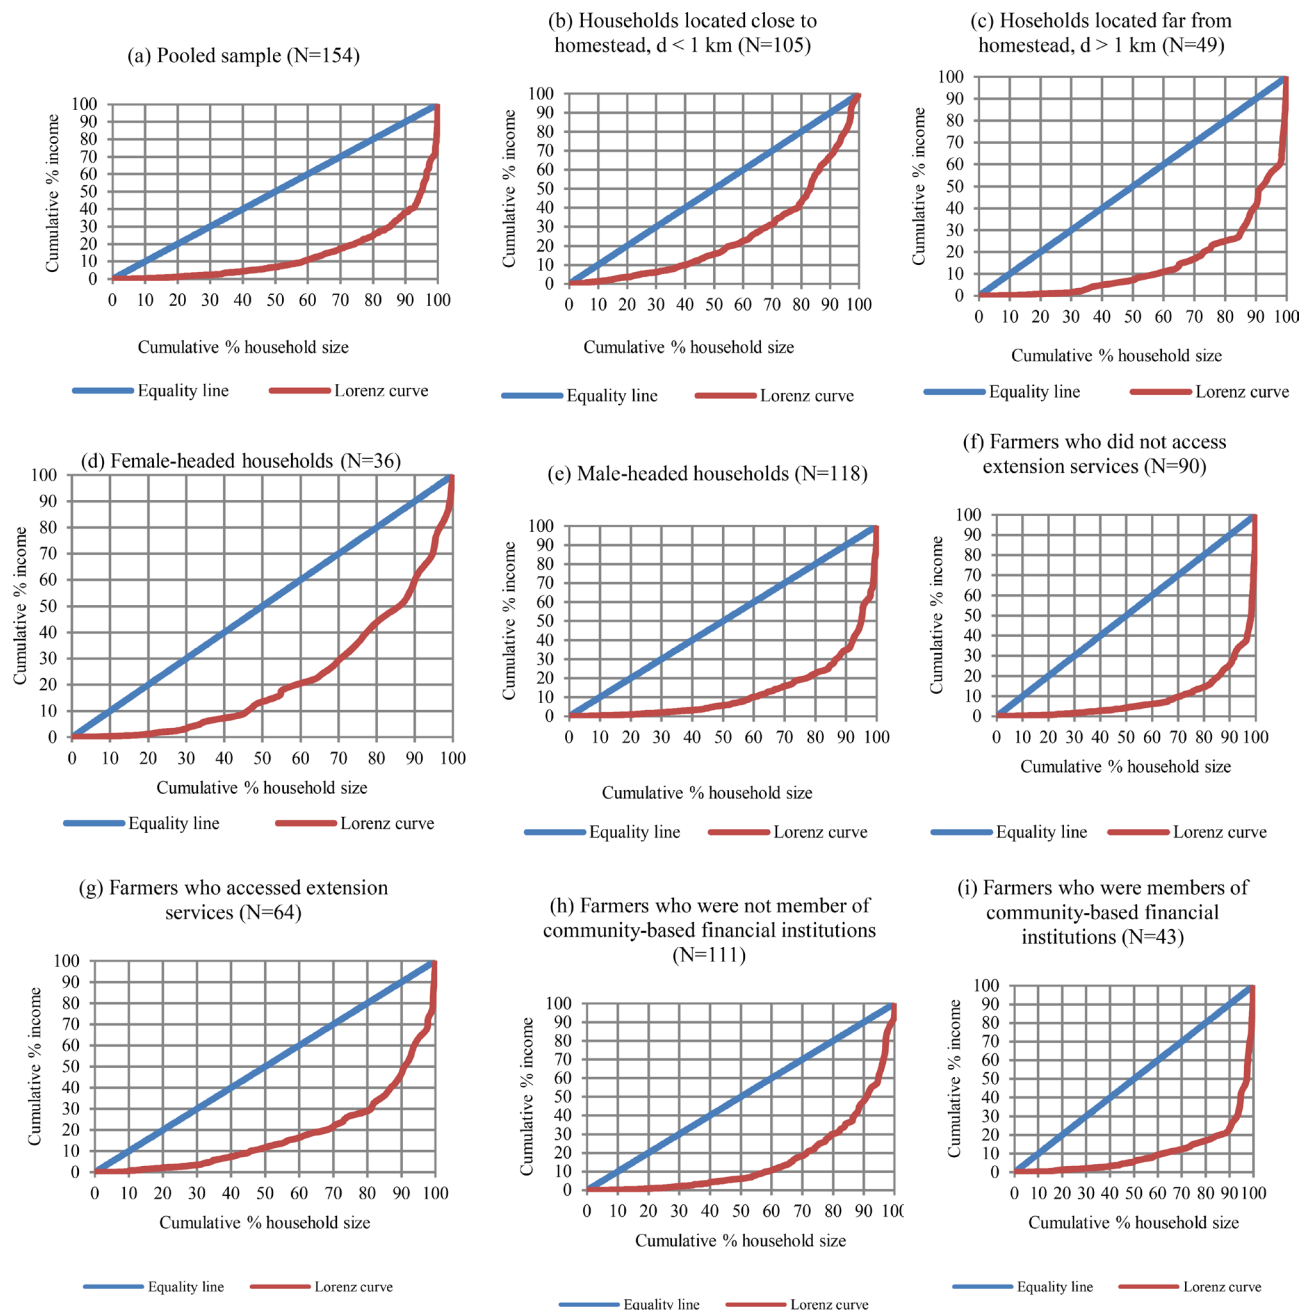 (a) Pooled sample (N=154)
Cumulative % income
100
90
80
70
60
50
40
30
20
10
0
0 10 20 30 40 50 60 70 80 90 100
Cumulative % household size
Equality line Lorenz curve
(b) Households located close to
homestead, d < 1 km (N=105)
Cumulative % income
100
90
80
70
60
50
40
30
20
10
0
0 10 20 30 40 50 60 70 80 90 100
Cumulative % household size
Equality line Lorenz curve
(c) Hoseholds located far from
homestead, d > 1 km (N=49)
Cumulative % income
100
90
80
70
60
50
40
30
20
10
0
0 10 20 30 40 50 60 70 80 90 100
Cumulative % household size
Equality line Lorenz curve
(d) Female-headed households (N=36)
Cumulative % income
100
90
80
70
60
50
40
30
20
10
0
0 10 20 30 40 50 60 70 80 90 100
Cumulative % household size
Equality line Lorenz curve
(e) Male-headed households (N=118)
Cumulative % income
100
90
80
70
60
50
40
30
20
10
0
0 10 20 30 40 50 60 70 80 90 100
Cumulative % household size
Equality line Lorenz curve
(f) Farmers who did not access
extension services (N=90)
Cumulative % income
100
90
80
70
60
50
40
30
20
10
0
0 10 20 30 40 50 60 70 80 90 100
Cumulative % household size
Equality line Lorenz curve
(g) Farmers who accessed extension
services (N=64)
Cumulative % income
100
90
80
70
60
50
40
30
20
10
0
0 10 20 30 40 50 60 70 80 90 100
Cumulative % household size
Equality line Lorenz curve
(h) Farmers who were not member of
community-based financial institutions
(N=111)
Cumulative % income
100
90
80
70
60
50
40
30
20
10
0
0 10 20 30 40 50 60 70 80 90 100
Cumulative % household size
Equality line Lorenz curve
(i) Farmers who were members of
community-based financial
institutions (N=43)
Cumulative % income
100
90
80
70
60
50
40
30
20
10
0
0 10 20 30 40 50 60 70 80 90 100
Cumulative % household size
Equality line Lorenz curve